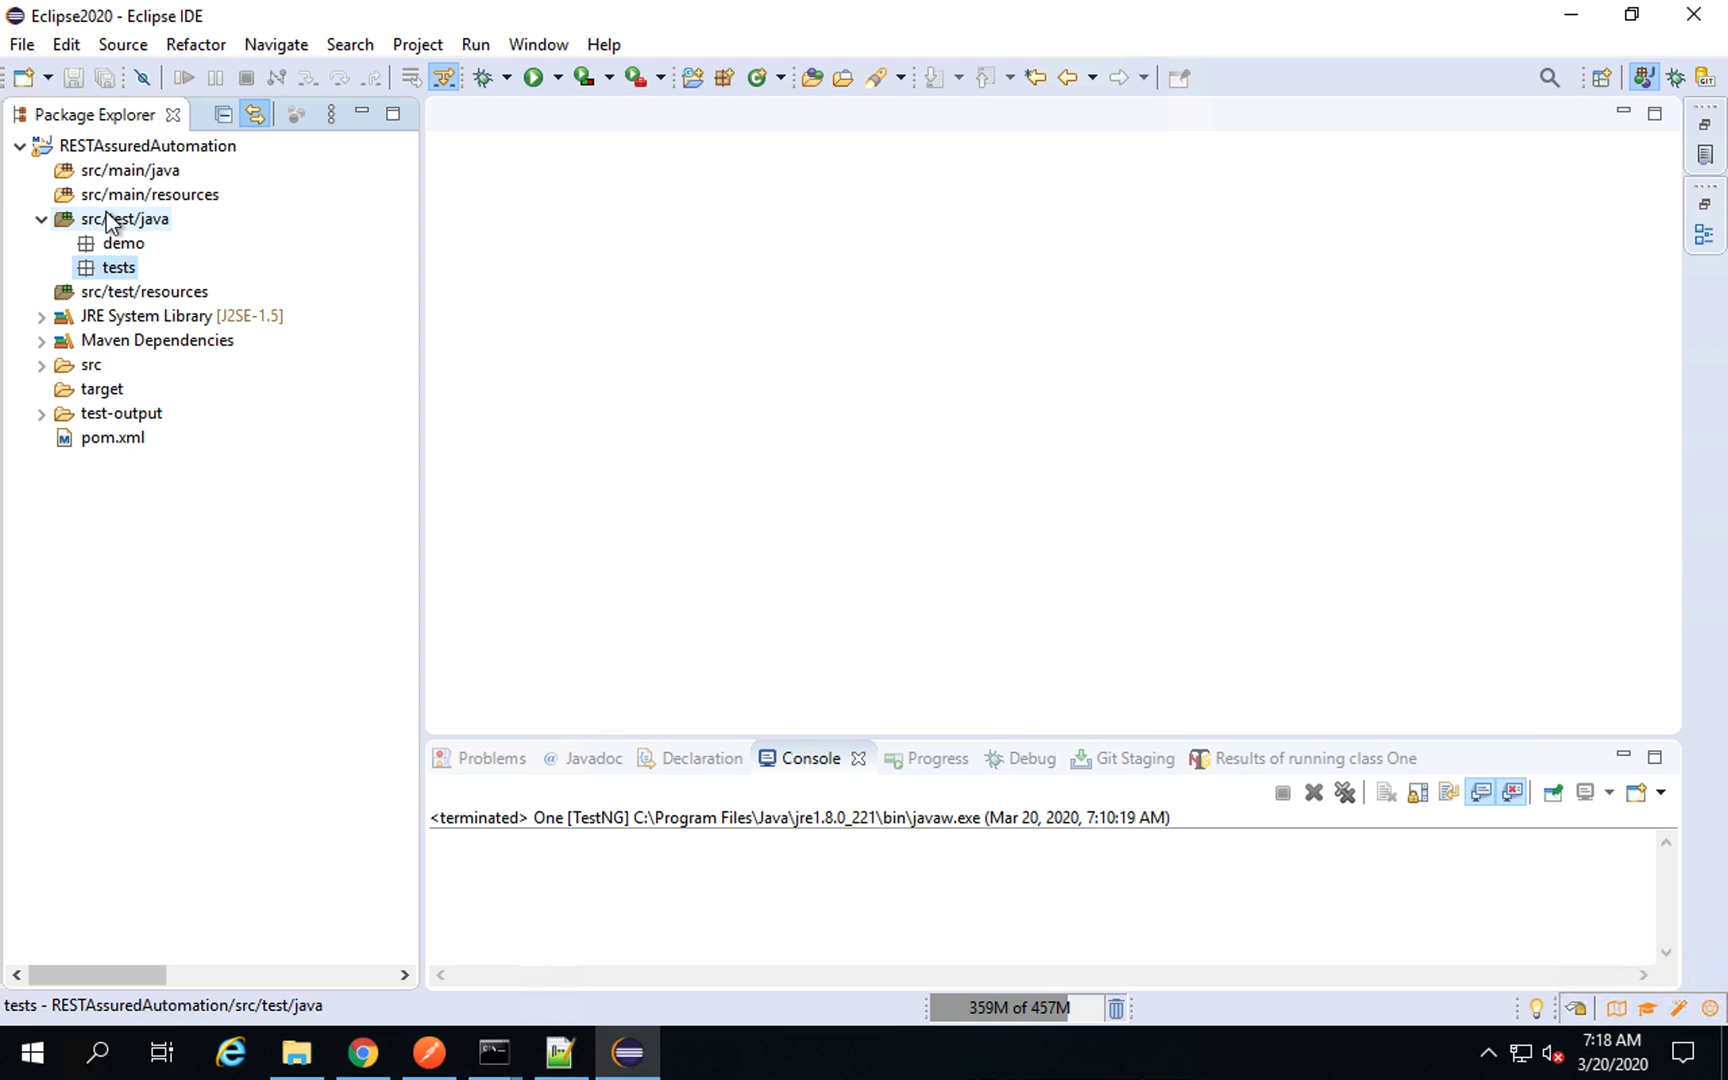 Eclipse2020 - Eclipse IDE
File Edit Source Refactor Navigate Search Project Run Window Help
Package Explorer
RESTAssuredAutomation
src/main/java
src/main/resources
src/test/java
demo
tests
src/test/resources
JRE System Library [J2SE-1.5]
Maven Dependencies
src
target
test-output
pom.xml
Problems @ Javadoc Declaration Console Progress Debug Git Staging Results of running class One
<terminated> One [TestNG] C:\Program Files\Java\jre1.8.0_221\bin\javaw.exe (Mar 20, 2020, 7:10:19 AM)
tests - RESTAssuredAutomation/src/test/java
359M of 457M
7:18 AM
3/20/2020